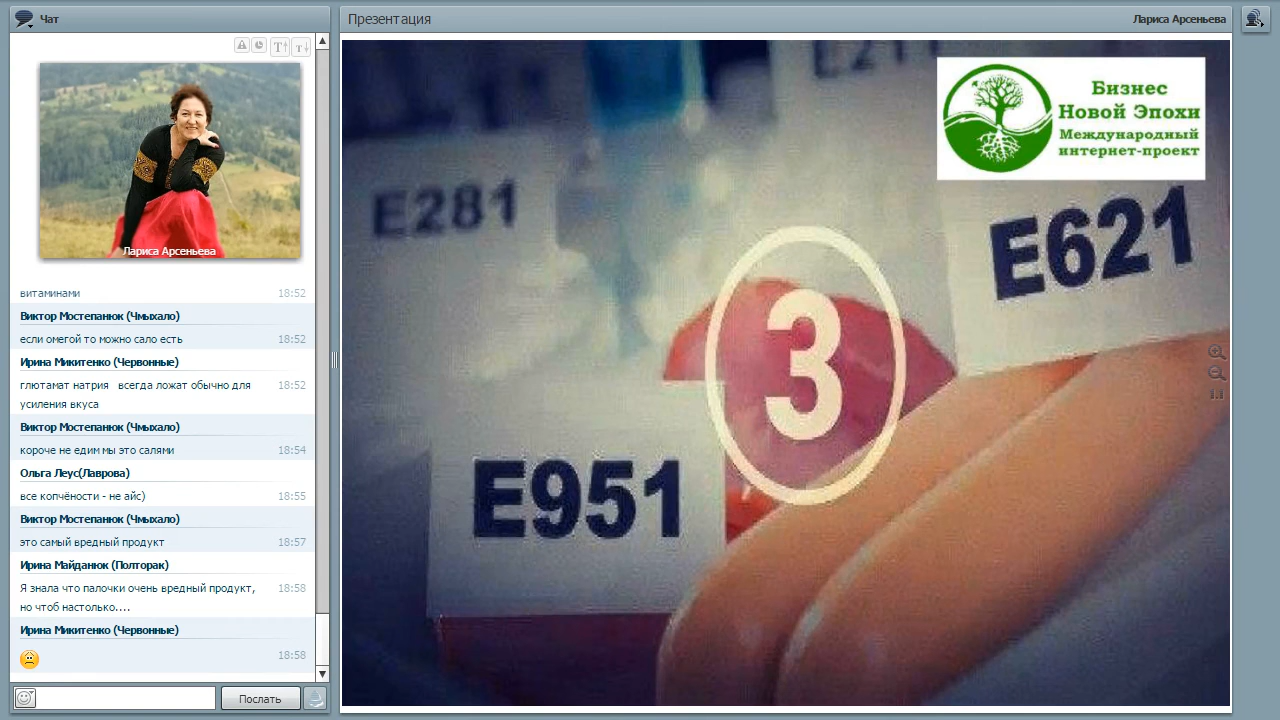 Чат
Презентация
Лариса Арсеньева
Лариса Арсеньева
витаминами 18:52
Виктор Мостепанюк (Чмыхало)
если омегой то можно сало есть 18:52
Ирина Микитенко (Червонные)
глютамат натрия всегда ложат обычно для 18:52
усиления вкуса
Виктор Мостепанюк (Чмыхало)
короче не едим мы это салями 18:54
Ольга Леус(Лаврова)
все копчёности - не айс) 18:55
Виктор Мостепанюк (Чмыхало)
это самый вредный продукт 18:57
Ирина Майданюк (Полторак)
Я знала что палочки очень вредный продукт, 18:58
но чтоб настолько....
Ирина Микитенко (Червонные)
18:58
Послать
E211
Бизнес
Новой Эпохи
Международный
интернет-проект
E281
E621
3
E951
1:1